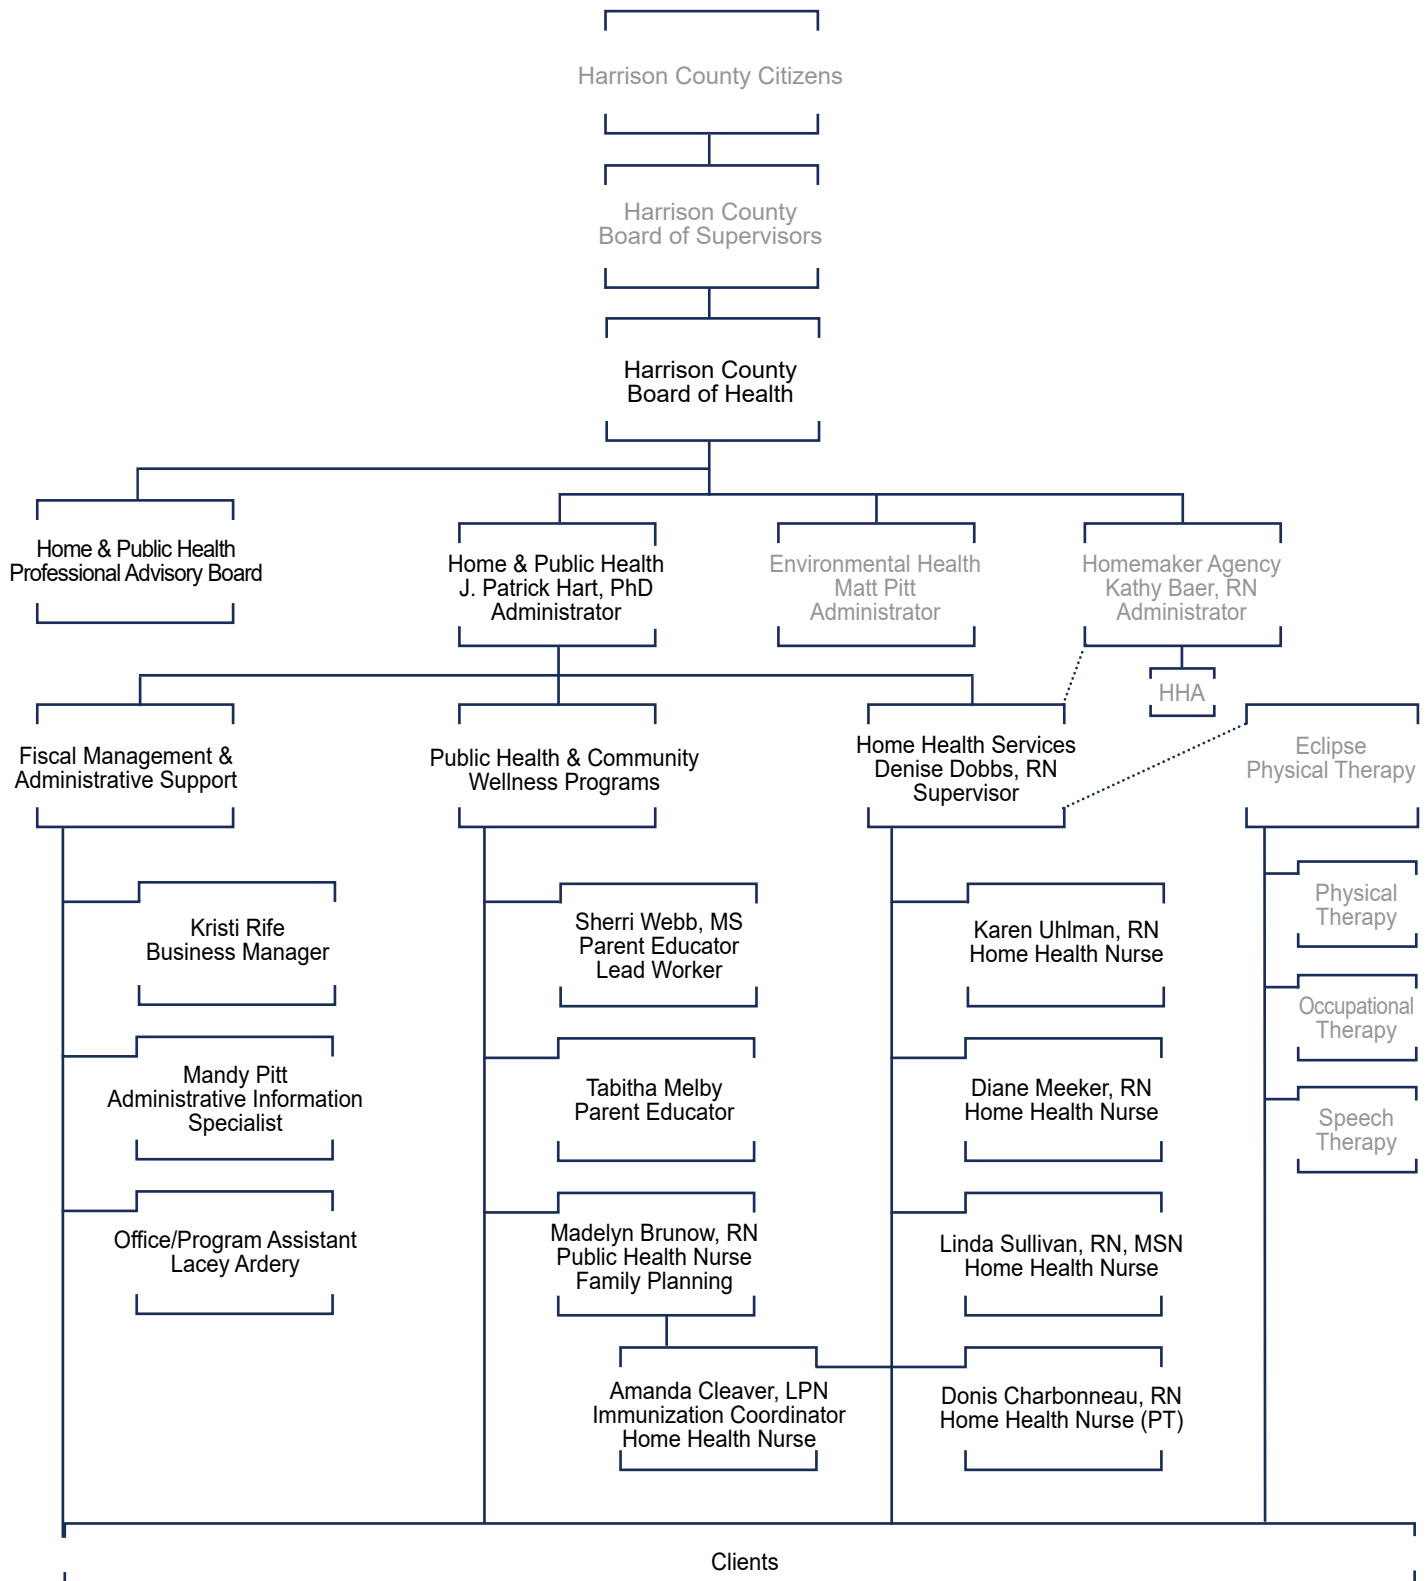 Harrison County Citizens
Harrison County
Board of Supervisors
Harrison County
Board of Health
Home & Public Health
Professional Advisory Board
Home & Public Health
J. Patrick Hart, PhD
Administrator
Environmental Health
Matt Pitt
Administrator
Homemaker Agency
Kathy Baer, RN
Administrator
HHA
Fiscal Management &
Administrative Support
Public Health & Community
Wellness Programs
Home Health Services
Denise Dobbs, RN
Supervisor
Eclipse
Physical Therapy
Kristi Rife
Business Manager
Sherri Webb, MS
Parent Educator
Lead Worker
Karen Uhlman, RN
Home Health Nurse
Physical
Therapy
Occupational
Therapy
Mandy Pitt
Administrative Information
Specialist
Tabitha Melby
Parent Educator
Diane Meeker, RN
Home Health Nurse
Speech
Therapy
Office/Program Assistant
Lacey Ardery
Madelyn Brunow, RN
Public Health Nurse
Family Planning
Linda Sullivan, RN, MSN
Home Health Nurse
Amanda Cleaver, LPN
Immunization Coordinator
Home Health Nurse
Donis Charbonneau, RN
Home Health Nurse (PT)
Clients